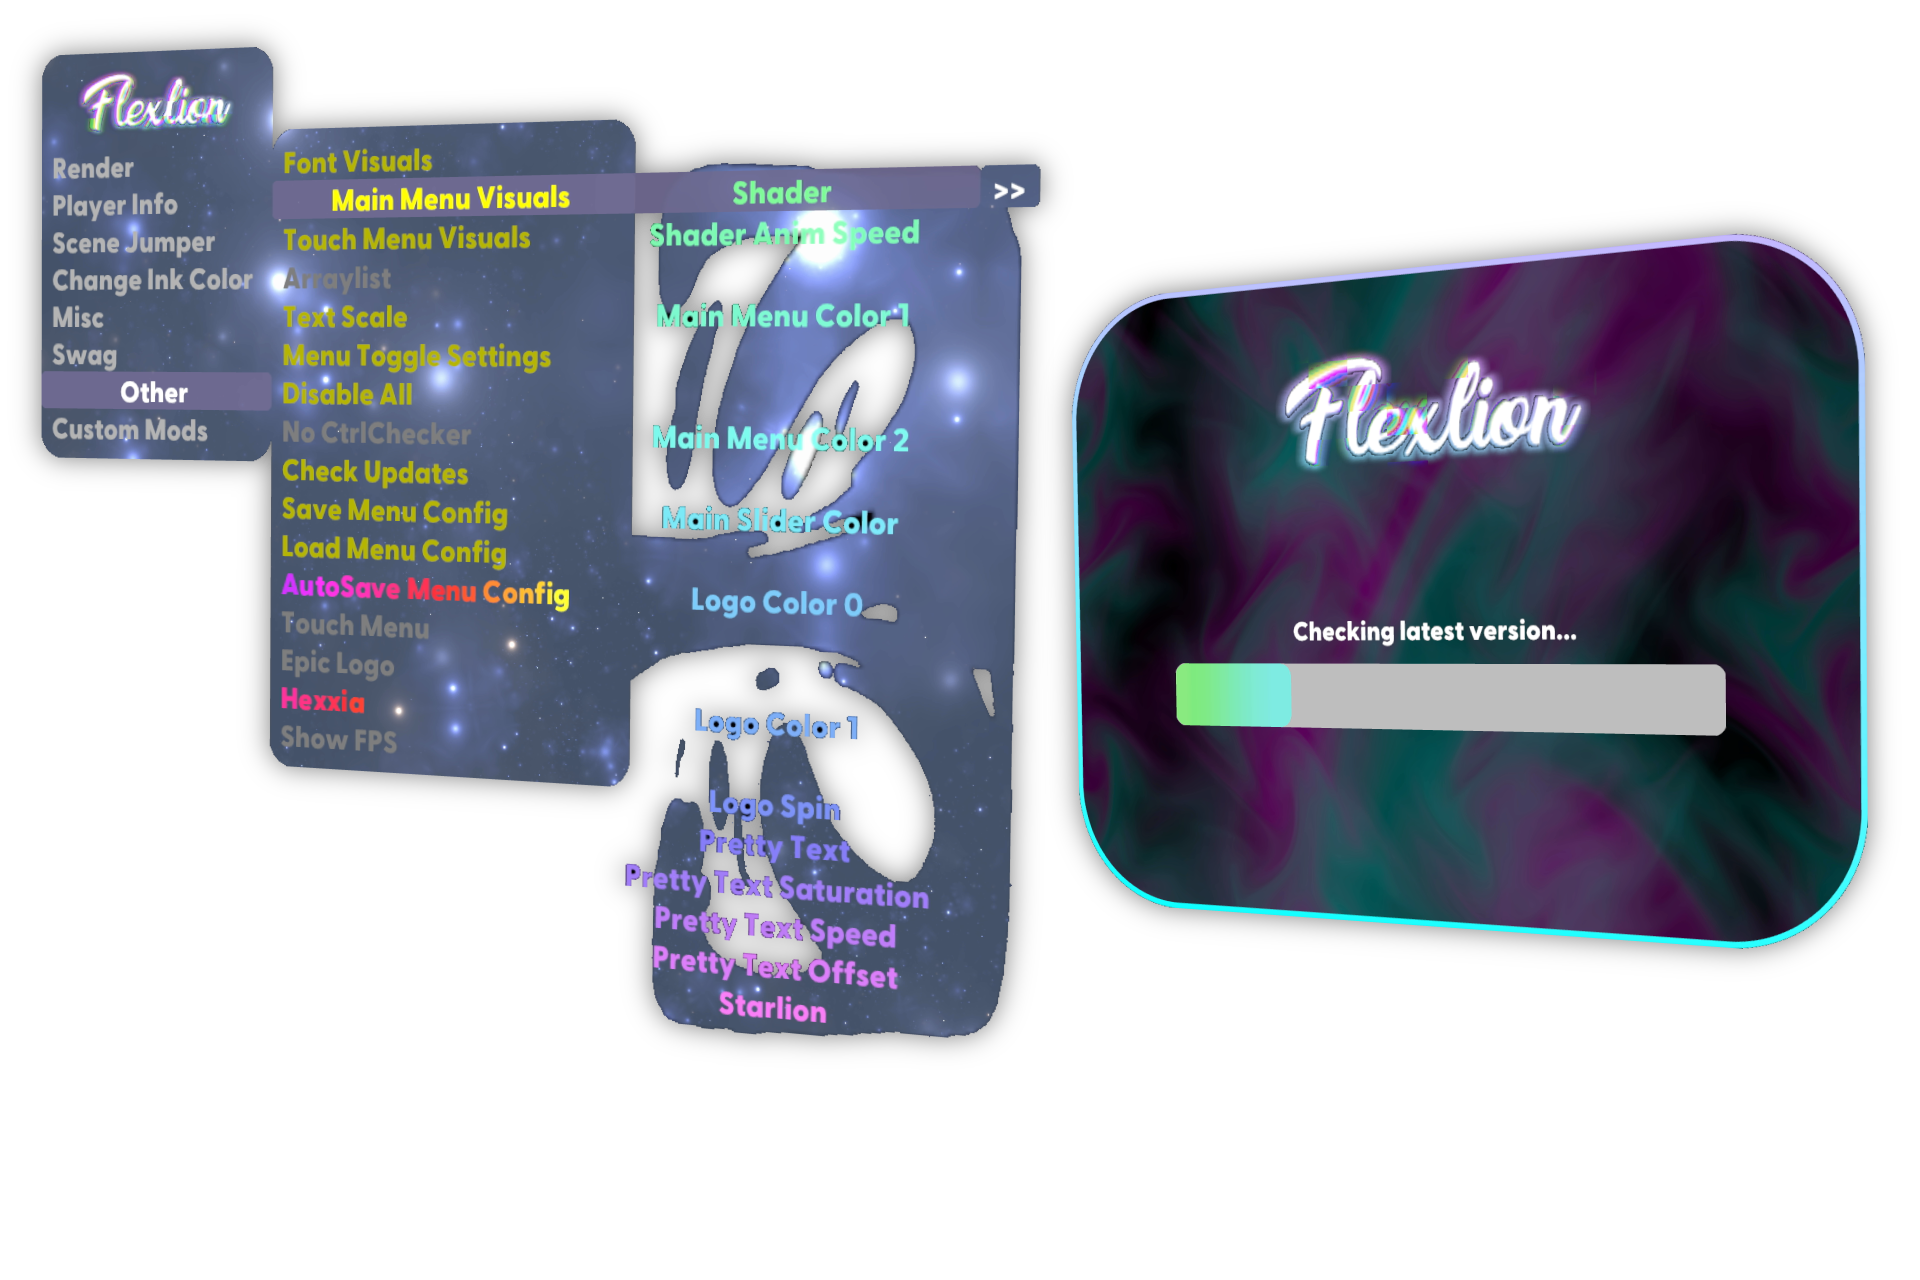 Flexlion
Render
Player Info
Scene Jumper
Change Ink Color
Misc
Swag
Other
Custom Mods
Font Visuals
Main Menu Visuals
Touch Menu Visuals
Arraylist
Text Scale
Menu Toggle Settings
Disable All
No CtrlChecker
Check Updates
Save Menu Config
Load Menu Config
AutoSave Menu Config
Touch Menu
Epic Logo
Hexxia
Show FPS
Shader
>>
Shader Anim Speed
Main Menu Color 1
Main Menu Color 2
Main Slider Color
Logo Color 0
Logo Color 1
Logo Spin
Pretty Text
Pretty Text Saturation
Pretty Text Speed
Pretty Text Offset
Starlion
Flexlion
Checking latest version...